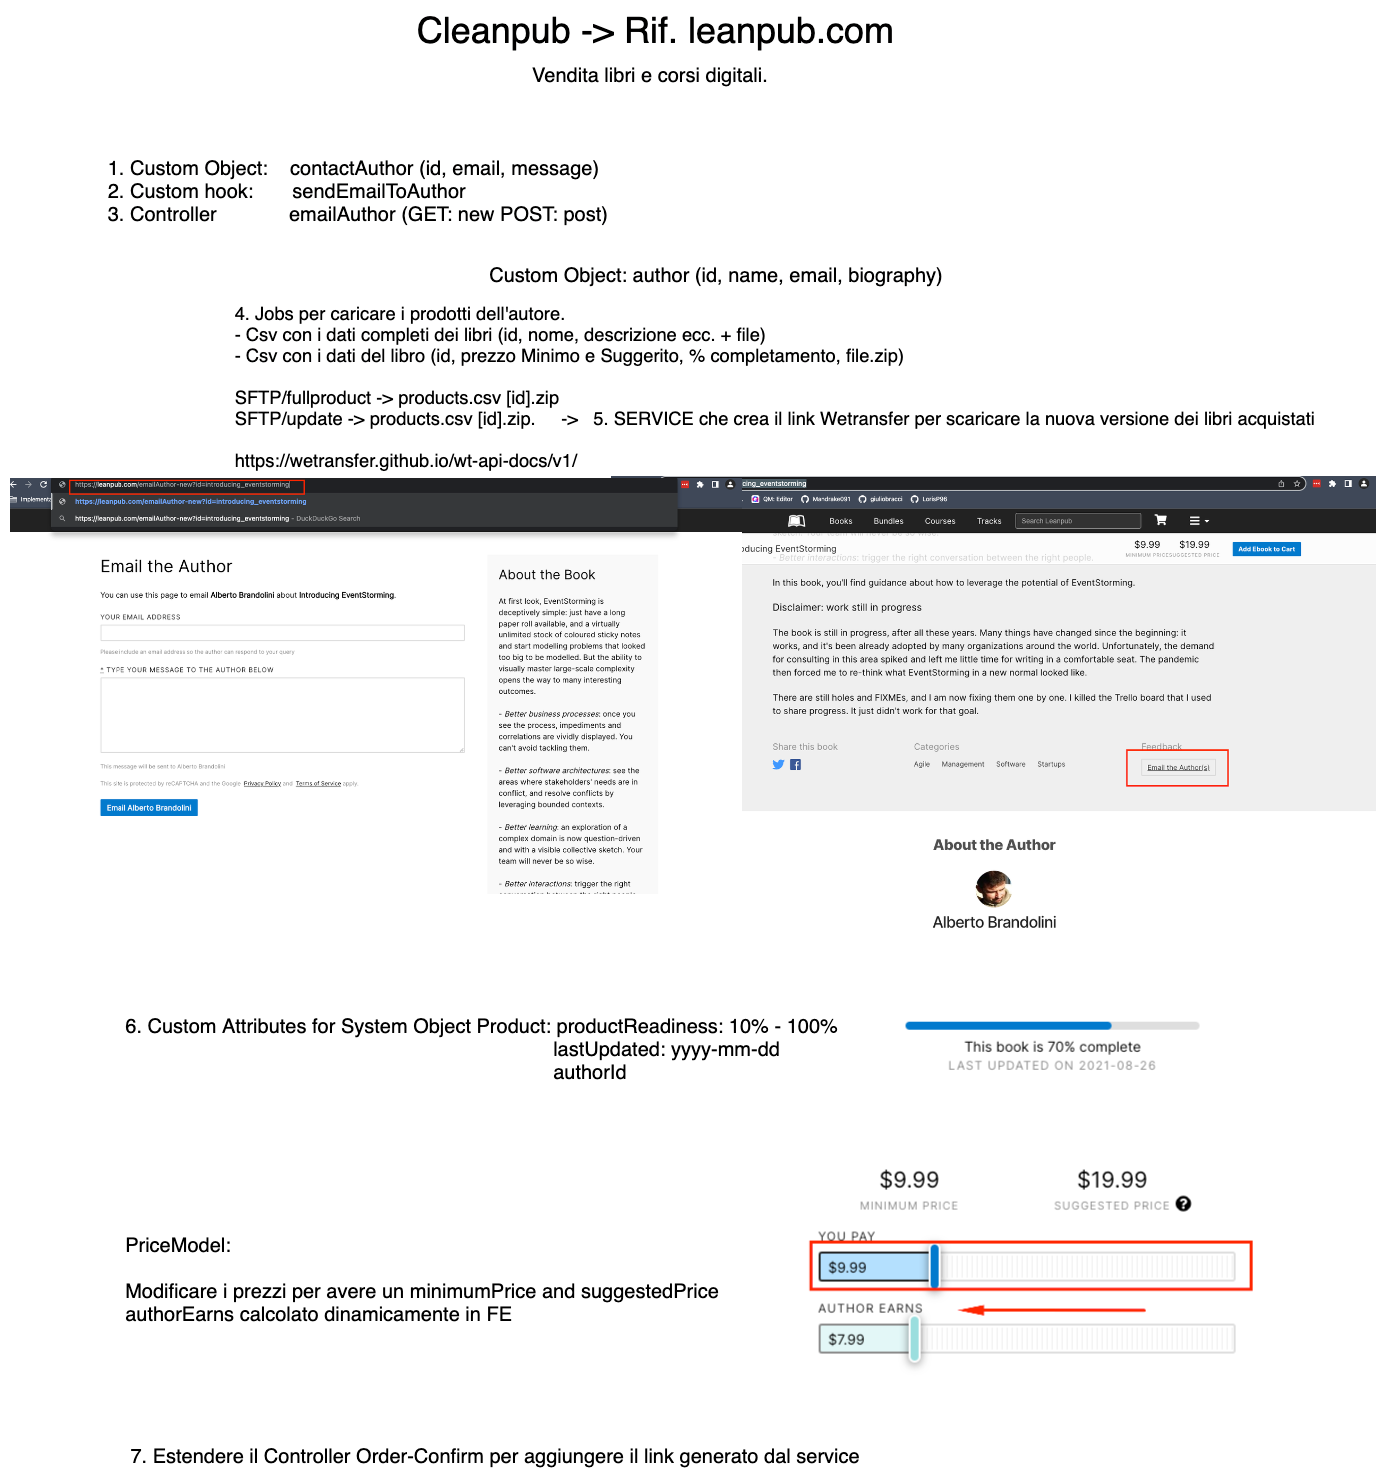 Cleanpub -> Rif. leanpub.com
Vendita libri e corsi digitali.
1. Custom Object: contactAuthor (id, email, message)
2. Custom hook: sendEmailToAuthor
3. Controller emailAuthor (GET: new POST: post)
Custom Object: author (id, name, email, biography)
4. Jobs per caricare i prodotti dell'autore.
- Csv con i dati completi dei libri (id, nome, descrizione ecc. + file)
- Csv con i dati del libro (id, prezzo Minimo e Suggerito, % completamento, file.zip)
SFTP/fullproduct -> products.csv [id].zip
SFTP/update -> products.csv [id].zip. -> 5. SERVICE che crea il link Wetransfer per scaricare la nuova versione dei libri acquistati
https://wetransfer.github.io/wt-api-docs/v1/
https://leanpub.com/emailAuthor-new?id=introducing_eventstorming
Implementa
https://leanpub.com/emailAuthor-new?id=introducing_eventstorming
https://leanpub.com/emailAuthor-new?id=introducing_eventstorming - DuckDuckGo Search
Email the Author
You can use this page to email Alberto Brandolini about Introducing EventStorming.
YOUR EMAIL ADDRESS
Please include an email address so the author can respond to your query
* TYPE YOUR MESSAGE TO THE AUTHOR BELOW
This message will be sent to Alberto Brandolini
This site is protected by reCAPTCHA and the Google Privacy Policy and Terms of Service apply.
Email Alberto Brandolini
About the Book
At first look, EventStorming is
deceptively simple: just have a long
paper roll available, and a virtually
unlimited stock of coloured sticky notes
and start modelling problems that looked
too big to be modelled. But the ability to
visually master large-scale complexity
opens the way to many interesting
outcomes.
- Better business processes: once you
see the process, impediments and
correlations are vividly displayed. You
can't avoid tackling them.
- Better software architectures: see the
areas where stakeholders' needs are in
conflict, and resolve conflicts by
leveraging bounded contexts.
- Better learning: an exploration of a
complex domain is now question-driven
and with a visible collective sketch. Your
team will never be so wise.
- Better interactions: trigger the right
conversation between the right people.
cing_eventstorming
QM: Editor Mandrake091 giuliobracci LorisP96
Books Bundles Courses Tracks Search Leanpub
team will never be so wise.
oducing EventStorming
$9.99 $19.99
MINIMUM PRICE SUGGESTED PRICE
Add Ebook to Cart
- Better interactions: trigger the right conversation between the right people.
In this book, you'll find guidance about how to leverage the potential of EventStorming.
Disclaimer: work still in progress
The book is still in progress, after all these years. Many things have changed since the beginning: it
works, and it's been already adopted by many organizations around the world. Unfortunately, the demand
for consulting in this area spiked and left me little time for writing in a comfortable seat. The pandemic
then forced me to re-think what EventStorming in a new normal looked like.
There are still holes and FIXMEs, and I am now fixing them one by one. I killed the Trello board that I used
to share progress. It just didn't work for that goal.
Share this book Categories Feedback
Agile Management Software Startups
Email the Author(s)
About the Author
Alberto Brandolini
6. Custom Attributes for System Object Product: productReadiness: 10% - 100%
lastUpdated: yyyy-mm-dd
authorId
This book is 70% complete
LAST UPDATED ON 2021-08-26
$9.99 $19.99
MINIMUM PRICE SUGGESTED PRICE ?
YOU PAY
$9.99
AUTHOR EARNS
$7.99
PriceModel:
Modificare i prezzi per avere un minimumPrice and suggestedPrice
authorEarns calcolato dinamicamente in FE
7. Estendere il Controller Order-Confirm per aggiungere il link generato dal service